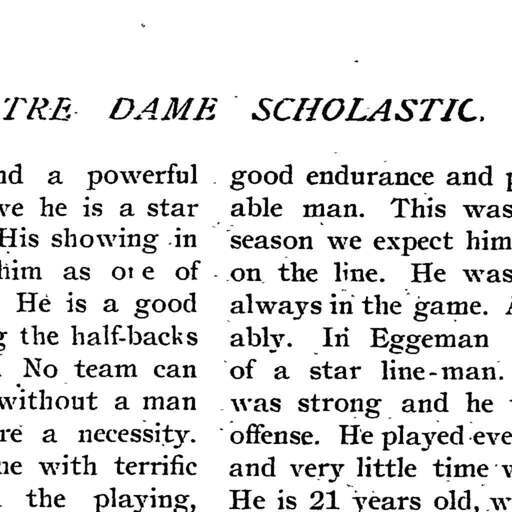 TRE DAME SCHOLASTIC.
nd a powerful
ve he is a star
His showing in
him as one of
He is a good
g the half-backs
. No team can
without a man
re a necessity.
ne with terrific
the playing,
good endurance and p
able man. This was
season we expect him
on the line. He was
always in the game. A
ably. In Eggeman
of a star line-man.
was strong and he
offense. He played eve
and very little time w
He is 21 years old, w